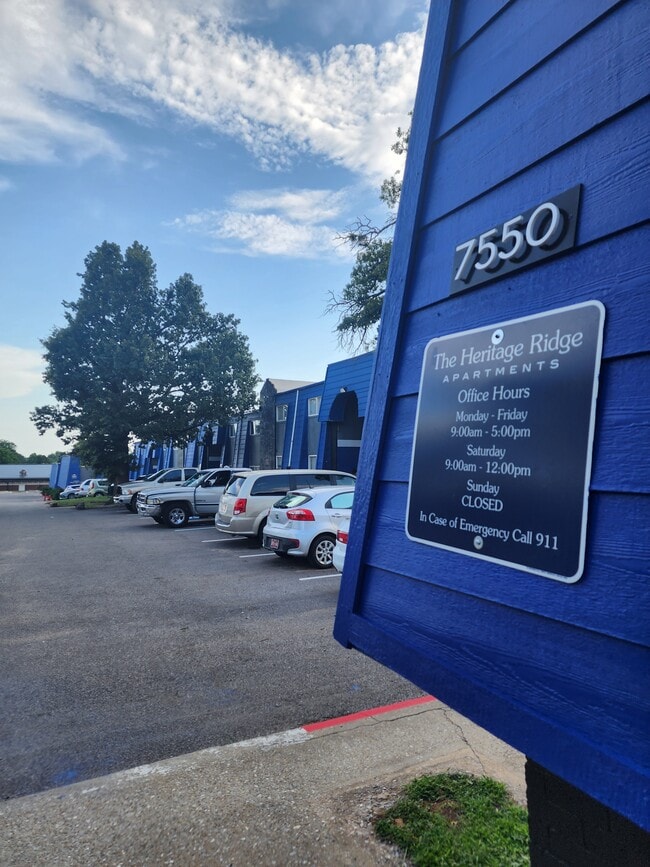 7550
The Heritage Ridge
APARTMENTS
Office Hours
Monday - Friday
9:00am - 5:00pm
Saturday
9:00am - 12:00pm
Sunday
CLOSED
In Case of Emergency Call 911